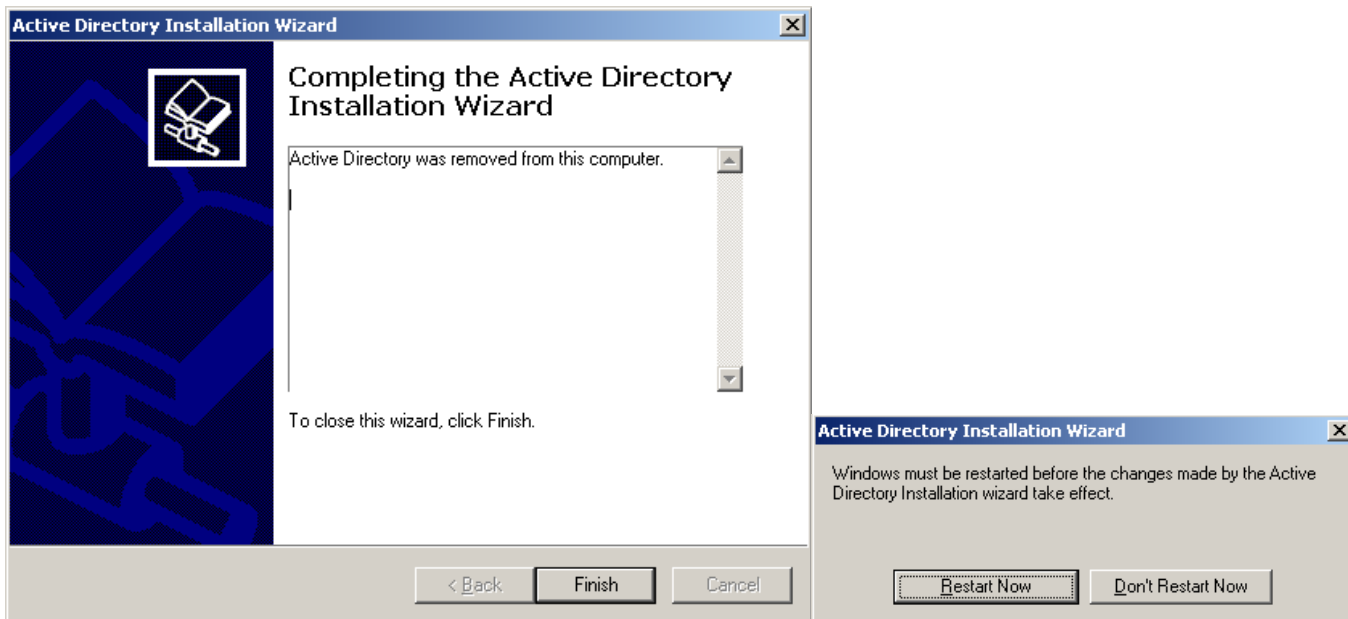 Active Directory Installation Wizard
Completing the Active Directory
Installation Wizard
Active Directory was removed from this computer.
To close this wizard, click Finish.
< Back
Finish
Cancel
Active Directory Installation Wizard
Windows must be restarted before the changes made by the Active
Directory Installation wizard take effect.
Restart Now
Don't Restart Now